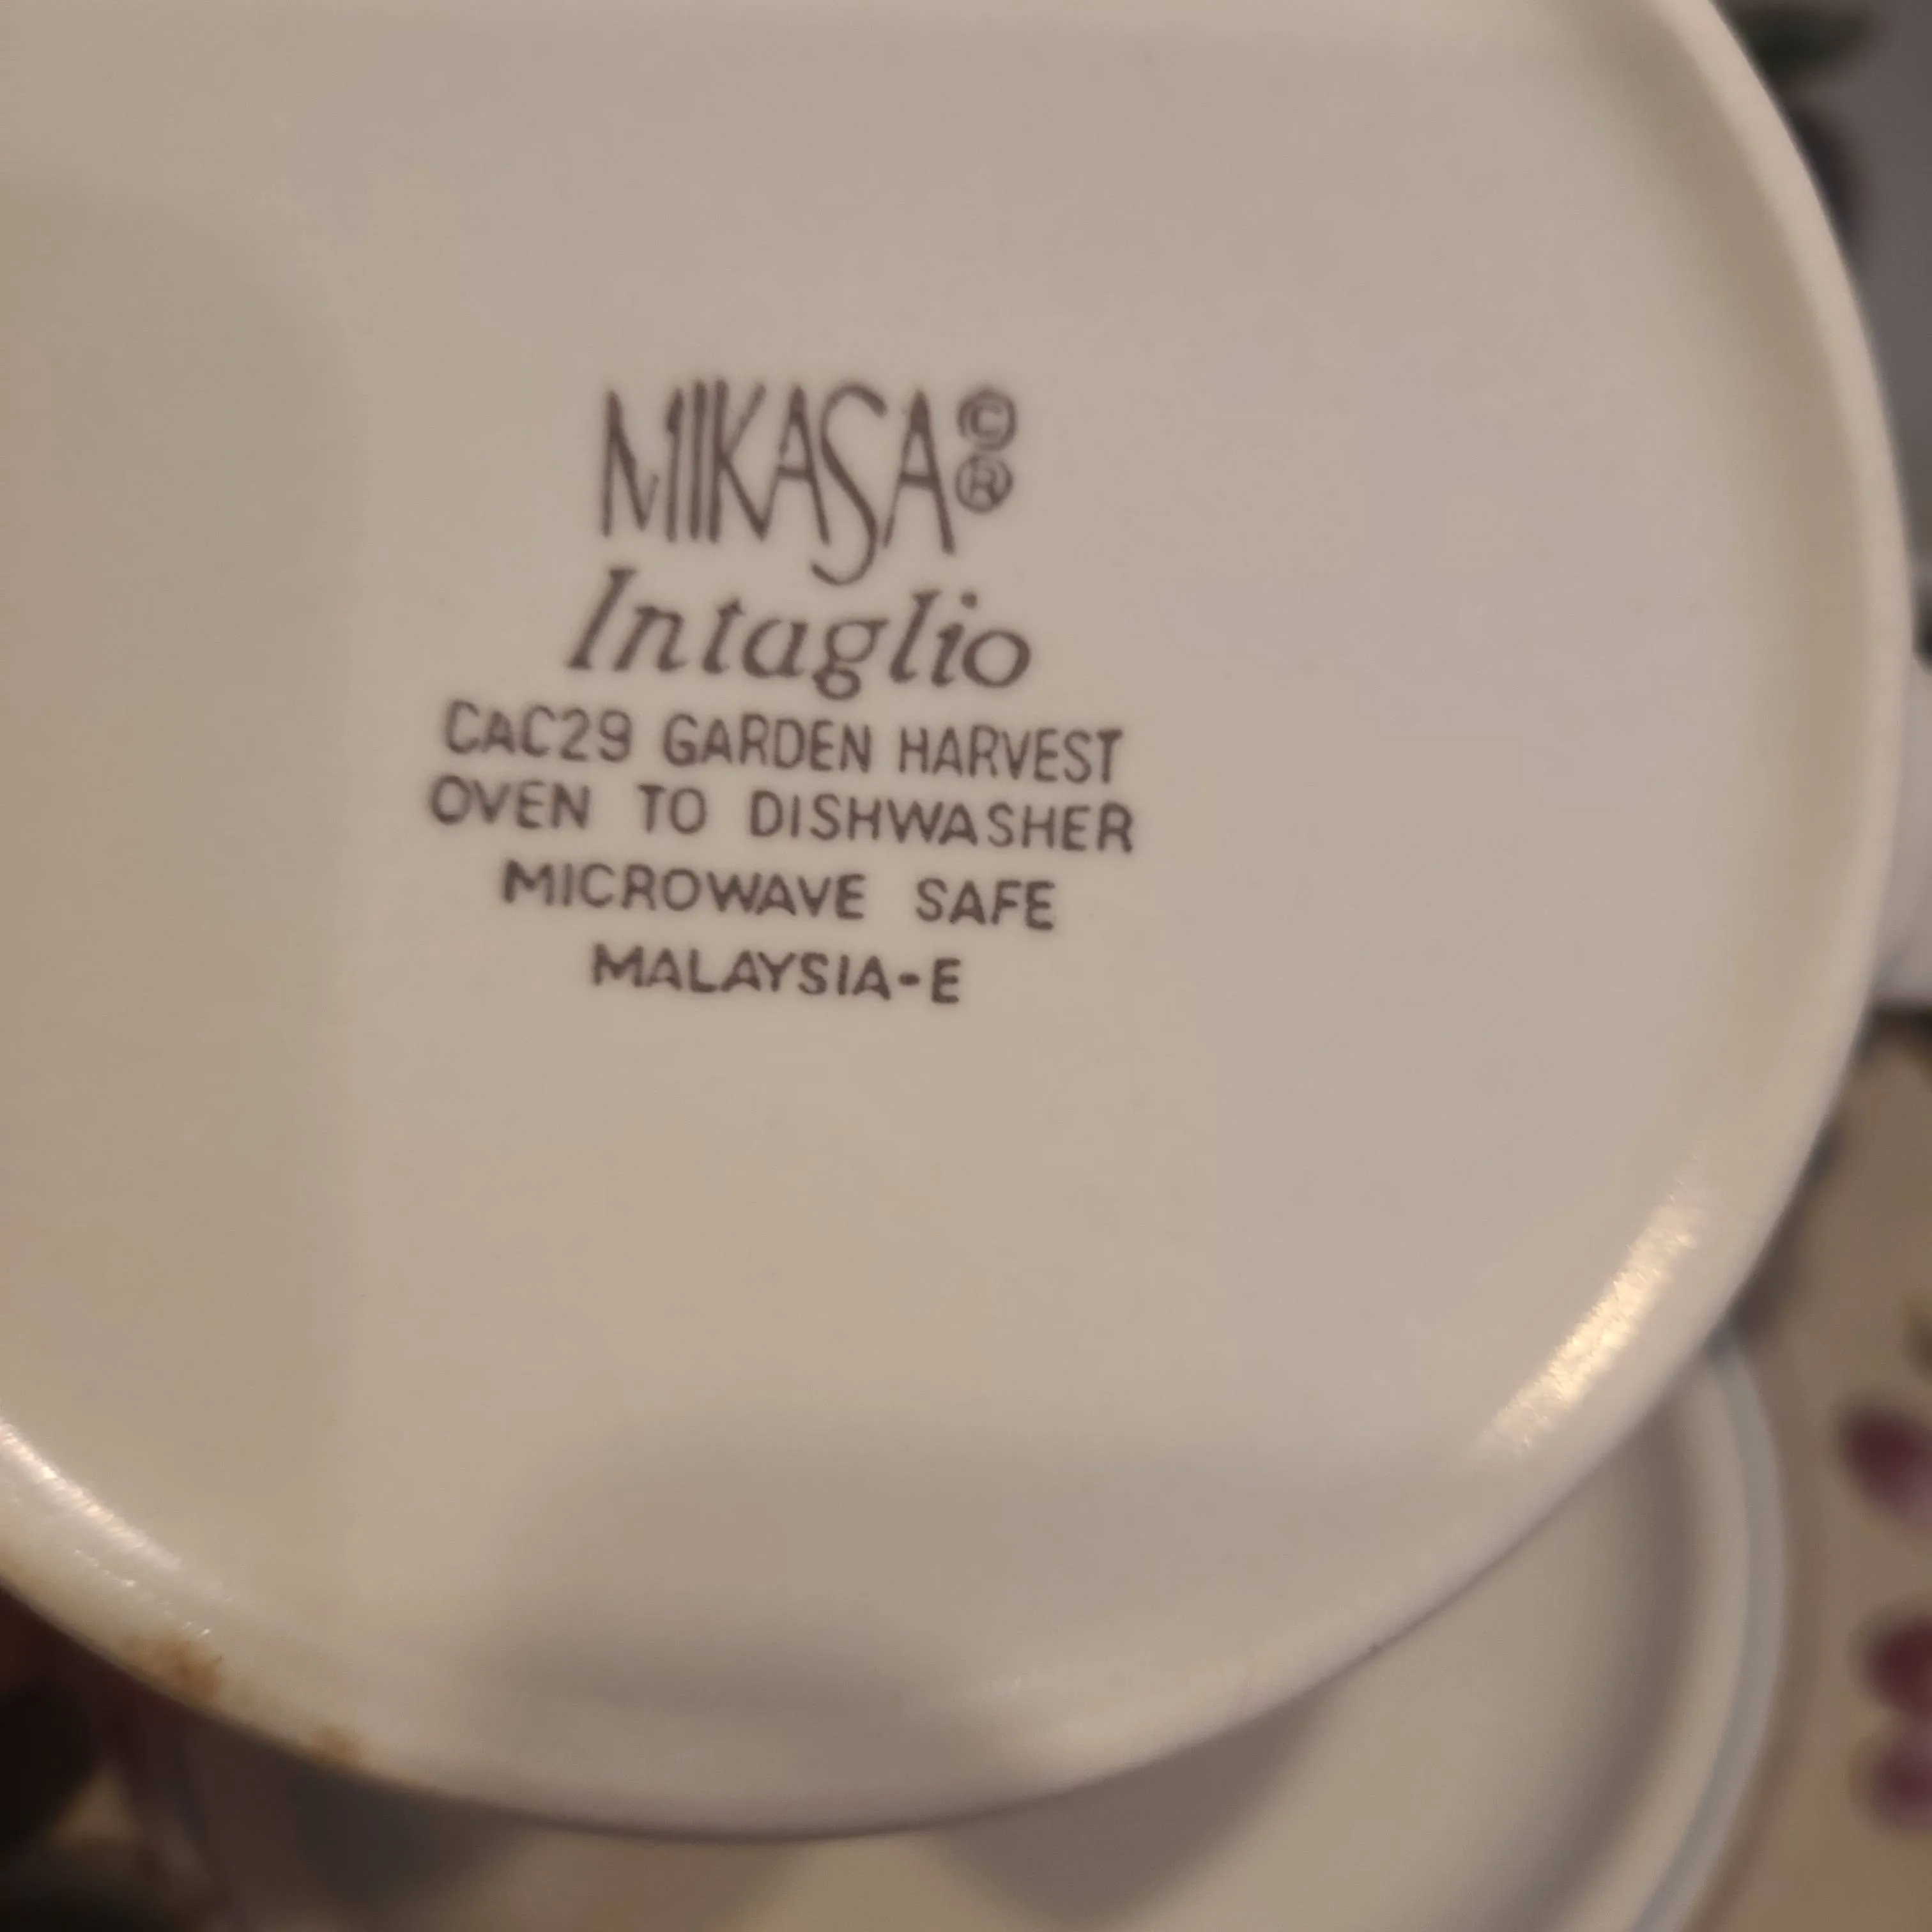 MIKASA ©
®
Intaglio
CAC29 GARDEN HARVEST
OVEN TO DISHWASHER
MICROWAVE SAFE
MALAYSIA-E